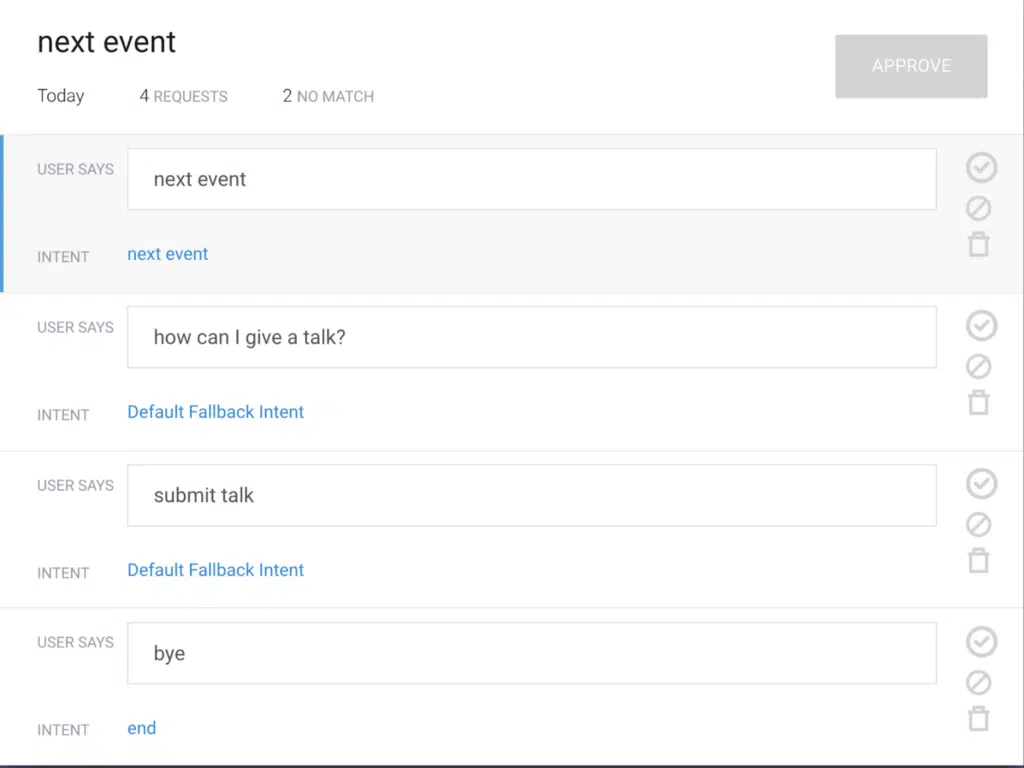 next event
APPROVE
Today 4 REQUESTS 2 NO MATCH
USER SAYS next event
INTENT next event
USER SAYS how can I give a talk?
INTENT Default Fallback Intent
USER SAYS submit talk
INTENT Default Fallback Intent
USER SAYS bye
INTENT end